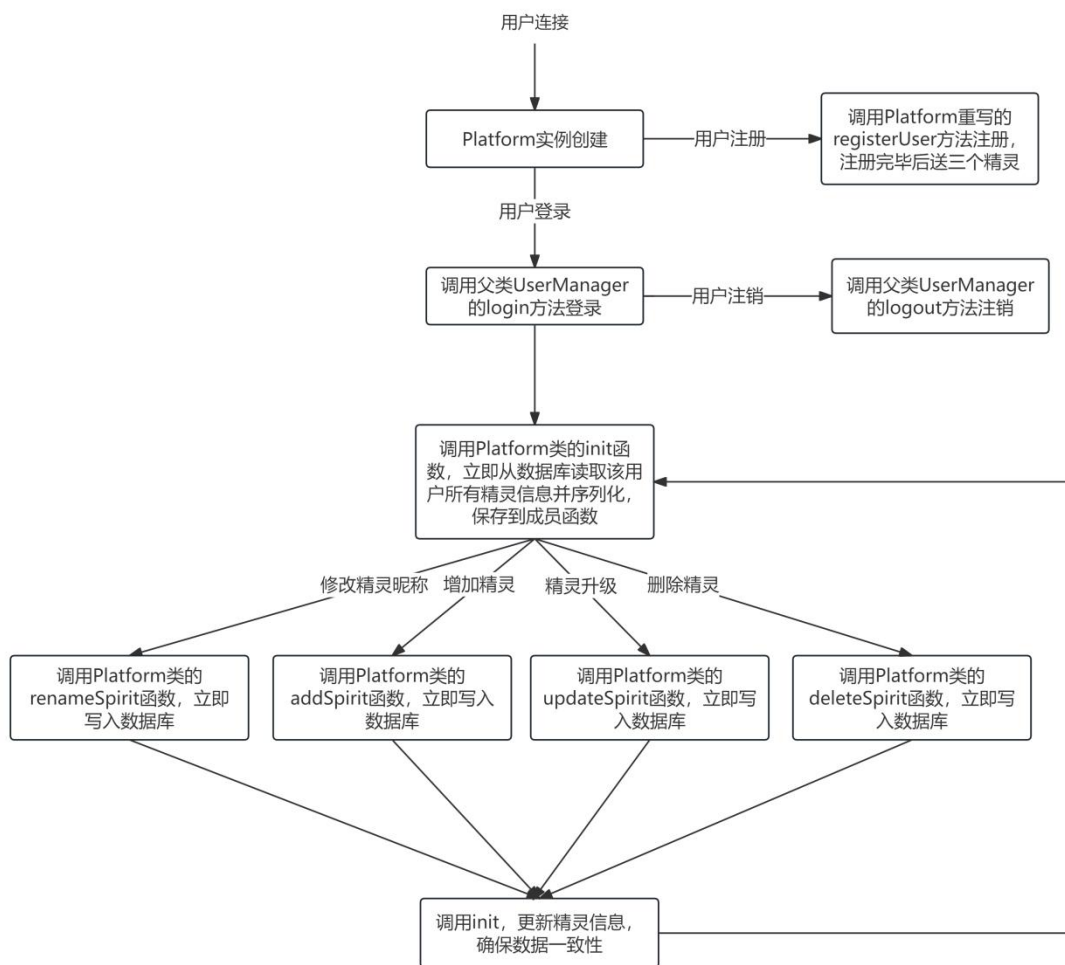 用户连接
Platform实例创建
用户注册
调用Platform重写的
registerUser方法注册，
注册完毕后送三个精灵
用户登录
调用父类UserManager
的login方法登录
用户注销
调用父类UserManager
的logout方法注销
调用Platform类的init函
数，立即从数据库读取该用
户所有精灵信息并序列化，
保存到成员函数
修改精灵昵称
增加精灵
精灵升级
删除精灵
调用Platform类的
renameSpirit函数，立即
写入数据库
调用Platform类的
addSpirit函数，立即写入
数据库
调用Platform类的
updateSpirit函数，立即写
入数据库
调用Platform类的
deleteSpirit函数，立即写
入数据库
调用init，更新精灵信息，
确保数据一致性